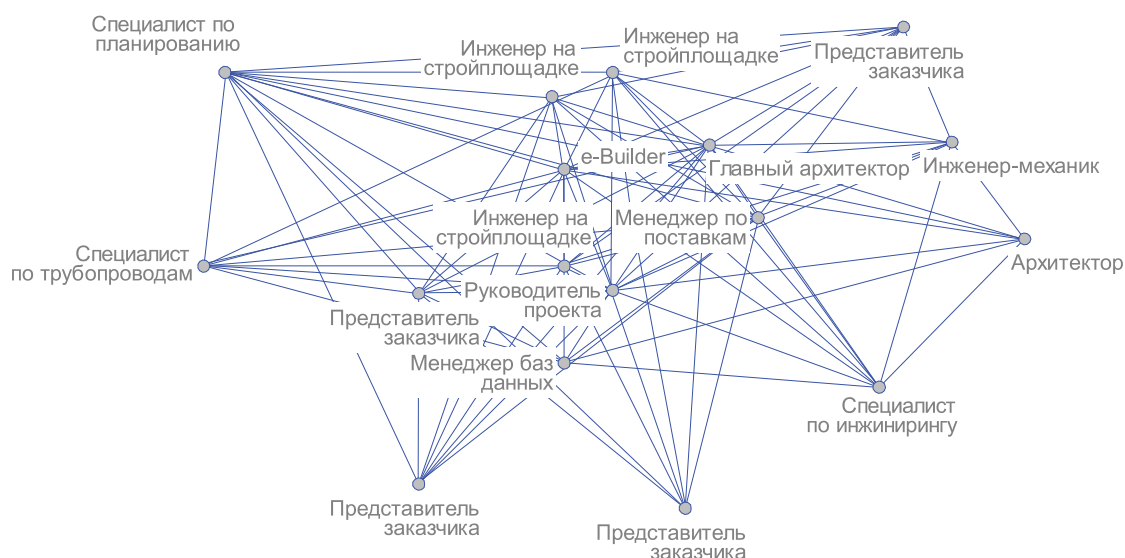 Специалист по
планированию
Инженер на
стройплощадке
Инженер на
стройплощадке
Представитель
заказчика
e-Builder
Главный архитектор
Инженер-механик
Инженер на
стройплощадке
Менеджер по
поставкам
Специалист
по трубопроводам
Архитектор
Руководитель
проекта
Представитель
заказчика
Менеджер баз
данных
Специалист
по инжинирингу
Представитель
заказчика
Представитель
заказчика